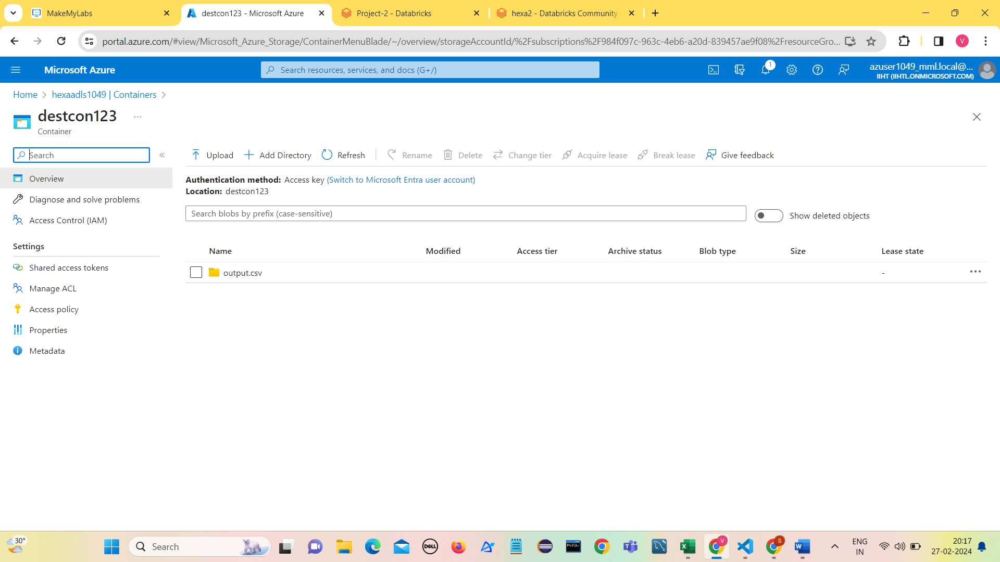 MakeMyLabs
destcon123 - Microsoft Azure
Project-2 - Databricks
hexa2 - Databricks Community
portal.azure.com/#view/Microsoft_Azure_Storage/ContainerMenuBlade/~/overview/storageAccountId/%2Fsubscriptions%2F984f097c-963c-4eb6-a20d-839457ae9f08%2FresourceGro...
V
Microsoft Azure
Search resources, services, and docs (G+/)
1
azuser1049_mml.local@...
IIHT (IIHTL.ONMICROSOFT.COM)
Home > hexaadls1049 | Containers >
destcon123 ...
Container
Search
«
Upload
Add Directory
Refresh
Rename
Delete
Change tier
Acquire lease
Break lease
Give feedback
Overview
Diagnose and solve problems
Access Control (IAM)
Settings
Shared access tokens
Manage ACL
Access policy
Properties
Metadata
Authentication method: Access key (Switch to Microsoft Entra user account)
Location: destcon123
Search blobs by prefix (case-sensitive)
Show deleted objects
Name Modified Access tier Archive status Blob type Size Lease state
output.csv - ...
30°
Search
DELL
MySQL
V
S
ENG
IN
20:17
27-02-2024